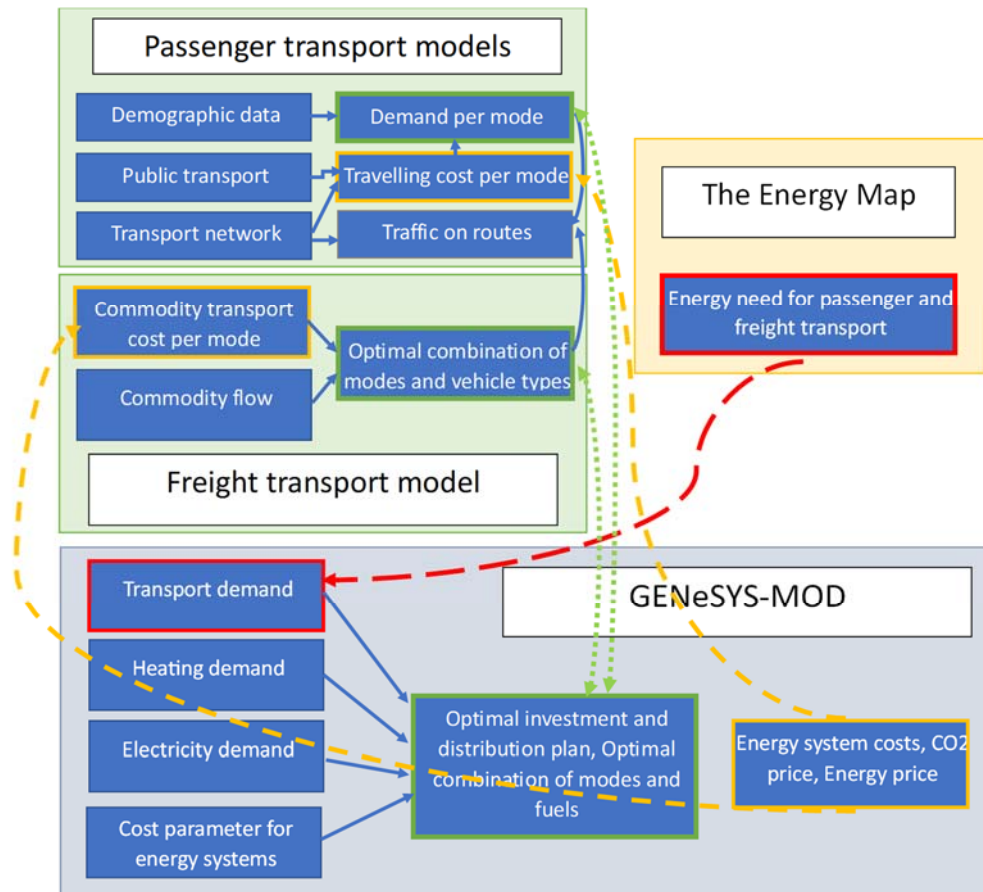 Passenger transport models
Demographic data
Demand per mode
Public transport
Travelling cost per mode
Transport network
Traffic on routes
The Energy Map
Energy need for passenger and
freight transport
Commodity transport
cost per mode
Optimal combination of
modes and vehicle types
Commodity flow
Freight transport model
GENeSYS-MOD
Transport demand
Heating demand
Electricity demand
Cost parameter for
energy systems
Optimal investment and
distribution plan, Optimal
combination of modes and
fuels
Energy system costs, CO2
price, Energy price